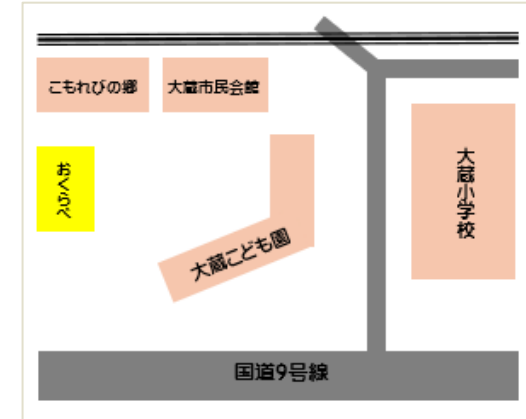 こもれびの郷
大蔵市民会館
おくらべ
大蔵こども園
大蔵小学校
国道9号線